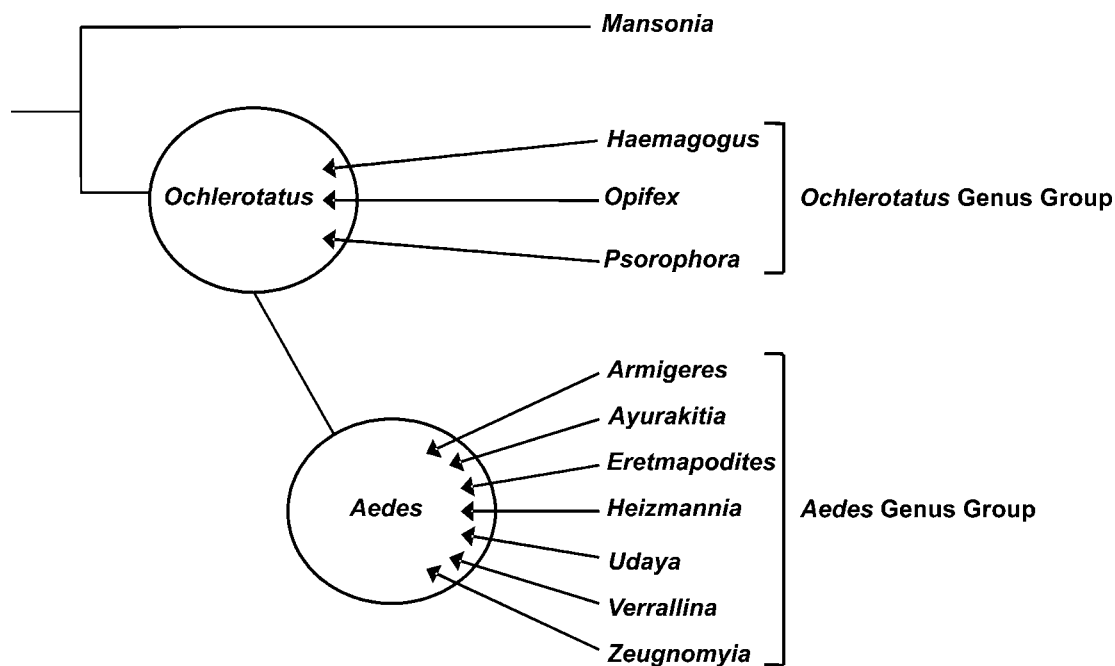 Mansonia
Haemagogus
Ochlerotatus
Opifex
Ochlerotatus Genus Group
Psorophora
Armigeres
Ayurakitia
Eretmapodites
Aedes
Heizmannia
Aedes Genus Group
Udaya
Verrallina
Zeugnomyia